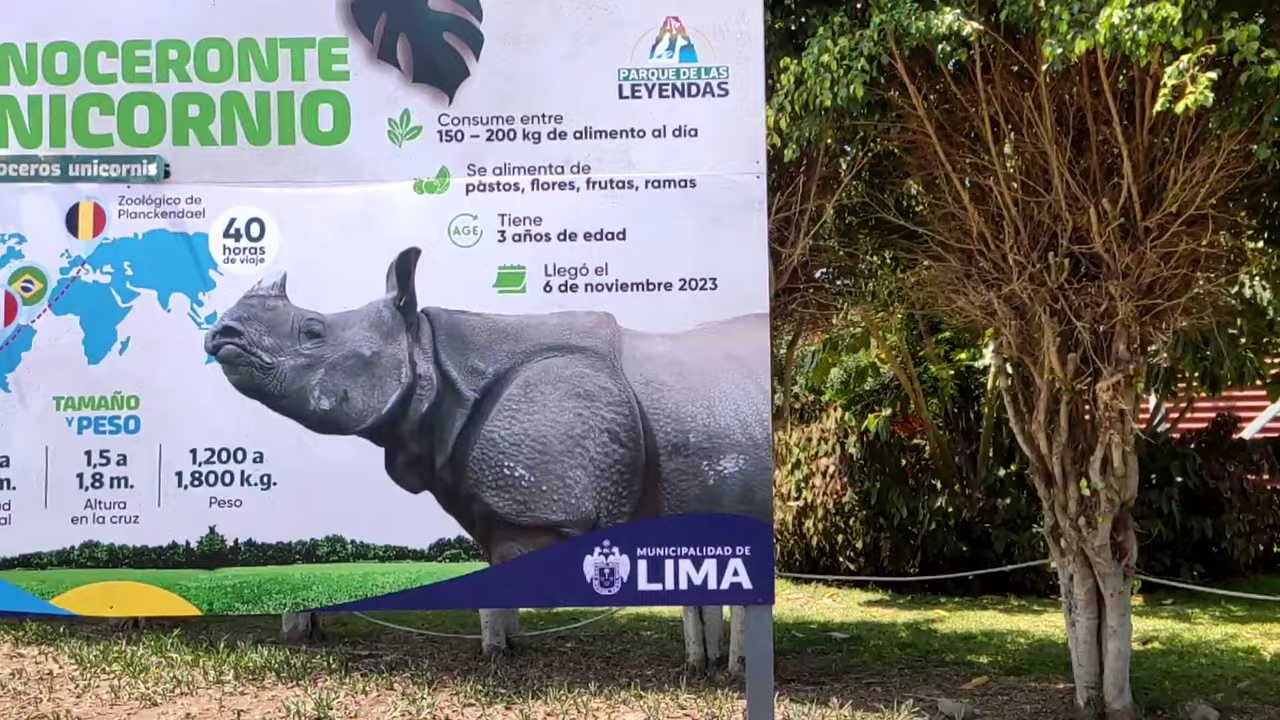 NOCERONTE
NICORNIO
oceros unicornis
PARQUE DE LAS
LEYENDAS
Consume entre
150 – 200 kg de alimento al día
Se alimenta de
pastos, flores, frutas, ramas
AGE
Tiene
3 años de edad
Llegó el
6 de noviembre 2023
Zoológico de
Planckendael
40
horas
de viaje
TAMAÑO
Y PESO
a
m.
d
al
1,5 a
1,8 m.
Altura
en la cruz
1,200 a
1,800 k.g.
Peso
MUNICIPALIDAD DE
LIMA